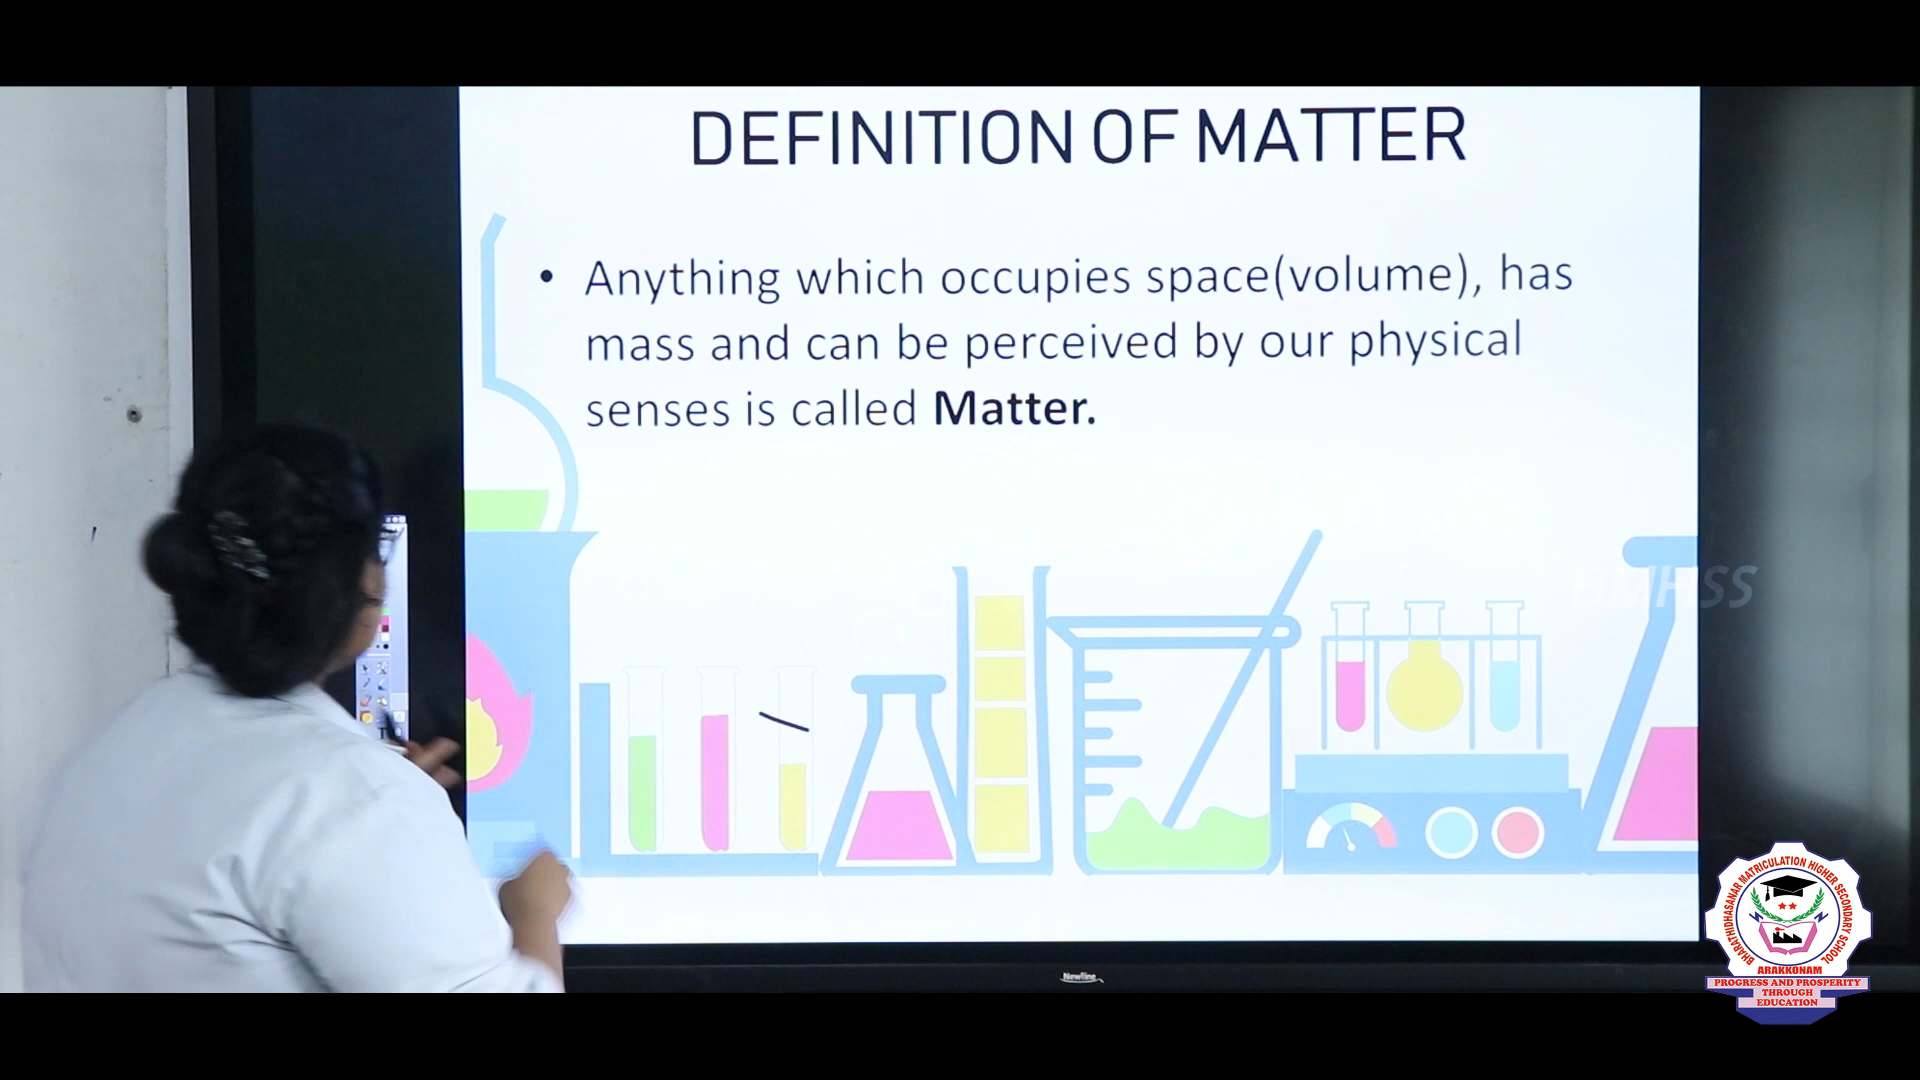 DEFINITION OF MATTER
• Anything which occupies space(volume), has
mass and can be perceived by our physical
senses is called Matter.
BMHSS
BHARATHIDHASANAR MATRICULATION HIGHER SECONDARY SCHOOL
ARAKKONAM
PROGRESS AND PROSPERITY
THROUGH
EDUCATION
Newline